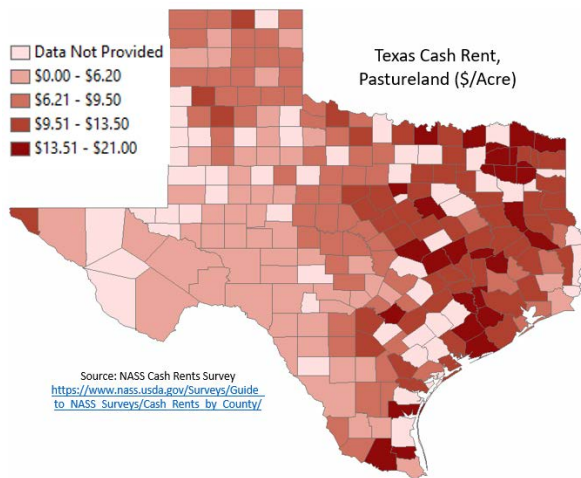 Data Not Provided
$0.00 - $6.20
$6.21 - $9.50
$9.51 - $13.50
$13.51 - $21.00
Texas Cash Rent,
Pastureland ($/Acre)
Source: NASS Cash Rents Survey
https://www.nass.usda.gov/Surveys/Guide
to_NASS_Surveys/Cash_Rents_by_County/